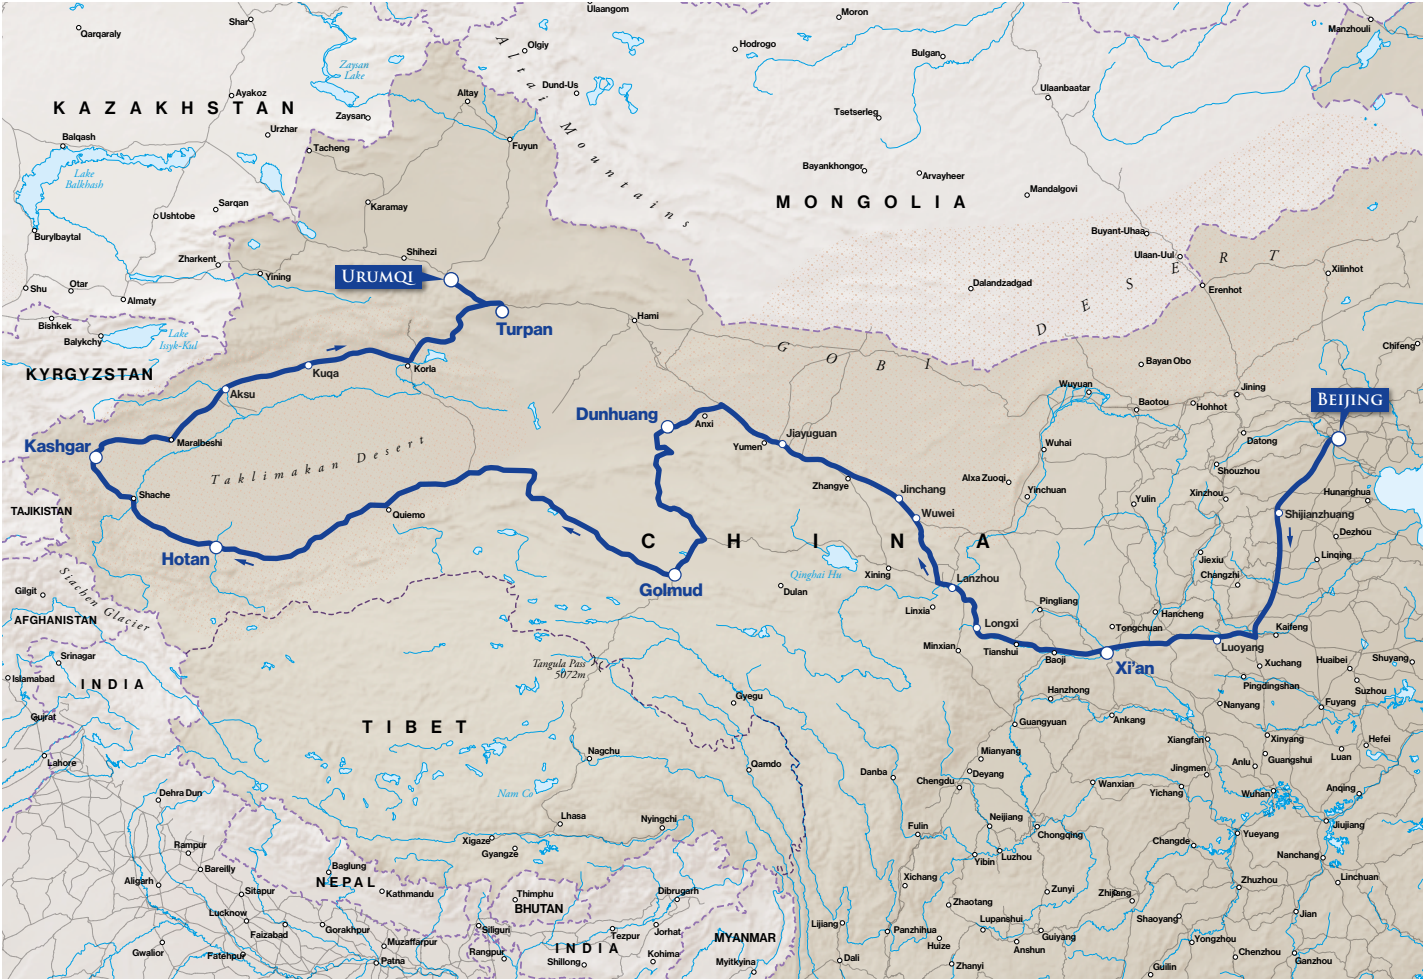 Ulaangom
Moron
Qarqaraly
Shar
Manzhouli
Olgiy
Hodrogo
Bulgan
Zaysan
Lake
Altai Mountains
Dund-Us
Ulaanbaatar
Ayakoz
Altay
KAZAKHSTAN
Zaysan
Tsetserleg
Urzhar
Balqash
Tacheng
Fuyun
Lake
Balkhash
Bayankhongor
Arvayheer
Mandalgovi
Sarqan
Karamay
MONGOLIA
Ushtobe
Burylbaytal
Buyant-Uhaa
Shihezi
Ulaan-Uul
Zharkent
URUMQI
Yining
Xilinhot
GOBI DESERT
Shu
Otar
Almaty
Dalandzadgad
Erenhot
Bishkek
Turpan
Hami
Lake
Issyk-Kul
Balykchy
Chifeng
KYRGYZSTAN
Kuqa
Korla
Bayan Obo
Aksu
Wuyuan
Jining
BEIJING
Baotou
Hohhot
Dunhuang
Anxi
Jiayuguan
Datong
Kashgar
Maralbeshi
Yumen
Wuhai
Taklimakan Desert
Shouzhou
Zhangye
Alxa Zuoqi
Jinchang
Yinchuan
Yulin
Xinzhou
Hunanghua
Shache
TAJIKISTAN
Quiemo
Wuwei
Shijianzhuang
Dezhou
CHINA
Hotan
Linqing
Jiexiu
Qinghai Hu
Xining
Changzhi
Siachen Glacier
Golmud
Dulan
Lanzhou
Gilgit
Linxia
Pingliang
Hancheng
AFGHANISTAN
Longxi
Tongchuan
Kaifeng
Minxian
Tianshui
Baoji
Luoyang
Srinagar
Tangula Pass
5072m
Xi'an
Xuchang
Huaibei
Shuyang
Islamabad
INDIA
Pingdingshan
Suzhou
Gyegu
Hanzhong
Nanyang
Fuyang
Gujrat
Guangyuan
Ankang
TIBET
Xiangfan
Xinyang
Hefei
Nagchu
Mianyang
Guangshui
Luan
Lahore
Qamdo
Danba
Deyang
Jingmen
Anlu
Chengdu
Wanxian
Yichang
Wuhan
Anqing
Dehra Dun
Nam Co
Lhasa
Nyingchi
Neijiang
Fulin
Chongqing
Jiujiang
Rampur
Xigaze
Gyangze
Yueyang
Changde
Yibin
Luzhou
Nanchang
Bareilly
Baglung
Aligarh
NEPAL
Xichang
Zhuzhou
Linchuan
Sitapur
Kathmandu
Thimphu
Dibrugarh
Zunyi
BHUTAN
Zhaotang
Lucknow
Shaoyang
Jian
Lijiang
Lupanshui
Faizabad
Gorakhpur
Siliguri
Tezpur
Jorhat
Panzhihua
Guiyang
Muzaffarpur
INDIA
MYANMAR
Huize
Anshun
Yongzhou
Gwalior
Fatehpur
Rangpur
Kohima
Chenzhou
Patna
Shillong
Myitkyina
Dali
Zhanyi
Guilin
Ganzhou